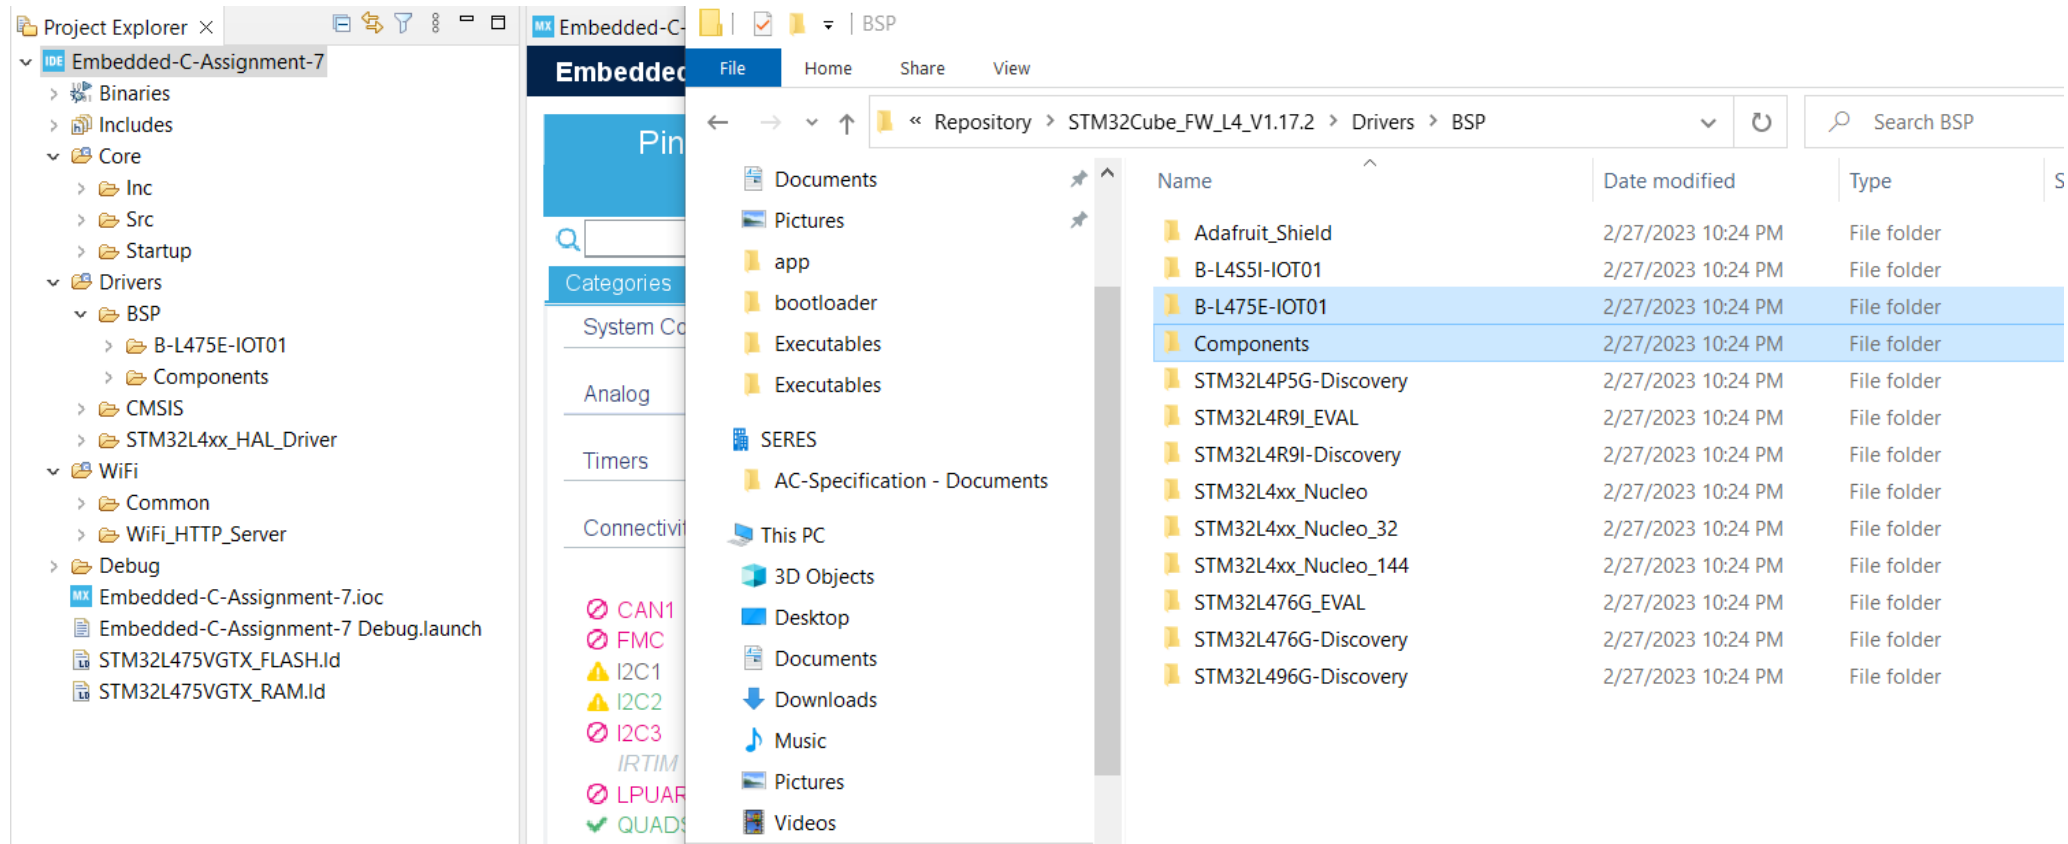 Project Explorer
IDE Embedded-C-Assignment-7
Binaries
Includes
Core
Inc
Src
Startup
Drivers
BSP
B-L475E-IOT01
Components
CMSIS
STM32L4xx_HAL_Driver
WiFi
Common
WiFi_HTTP_Server
Debug
MX Embedded-C-Assignment-7.ioc
Embedded-C-Assignment-7 Debug.launch
STM32L475VGTX_FLASH.ld
STM32L475VGTX_RAM.ld
MX Embedded-C-
Embedded
Pin
Categories
System Co
Analog
Timers
Connectivit
CAN1
FMC
I2C1
I2C2
I2C3
IRTIM
LPUAR
QUADS
BSP
File Home Share View
« Repository > STM32Cube_FW_L4_V1.17.2 > Drivers > BSP
Search BSP
Documents
Pictures
app
bootloader
Executables
Executables
SERES
AC-Specification - Documents
This PC
3D Objects
Desktop
Documents
Downloads
Music
Pictures
Videos
Name Date modified Type S
Adafruit_Shield 2/27/2023 10:24 PM File folder
B-L4S5I-IOT01 2/27/2023 10:24 PM File folder
B-L475E-IOT01 2/27/2023 10:24 PM File folder
Components 2/27/2023 10:24 PM File folder
STM32L4P5G-Discovery 2/27/2023 10:24 PM File folder
STM32L4R9I_EVAL 2/27/2023 10:24 PM File folder
STM32L4R9I-Discovery 2/27/2023 10:24 PM File folder
STM32L4xx_Nucleo 2/27/2023 10:24 PM File folder
STM32L4xx_Nucleo_32 2/27/2023 10:24 PM File folder
STM32L4xx_Nucleo_144 2/27/2023 10:24 PM File folder
STM32L476G_EVAL 2/27/2023 10:24 PM File folder
STM32L476G-Discovery 2/27/2023 10:24 PM File folder
STM32L496G-Discovery 2/27/2023 10:24 PM File folder